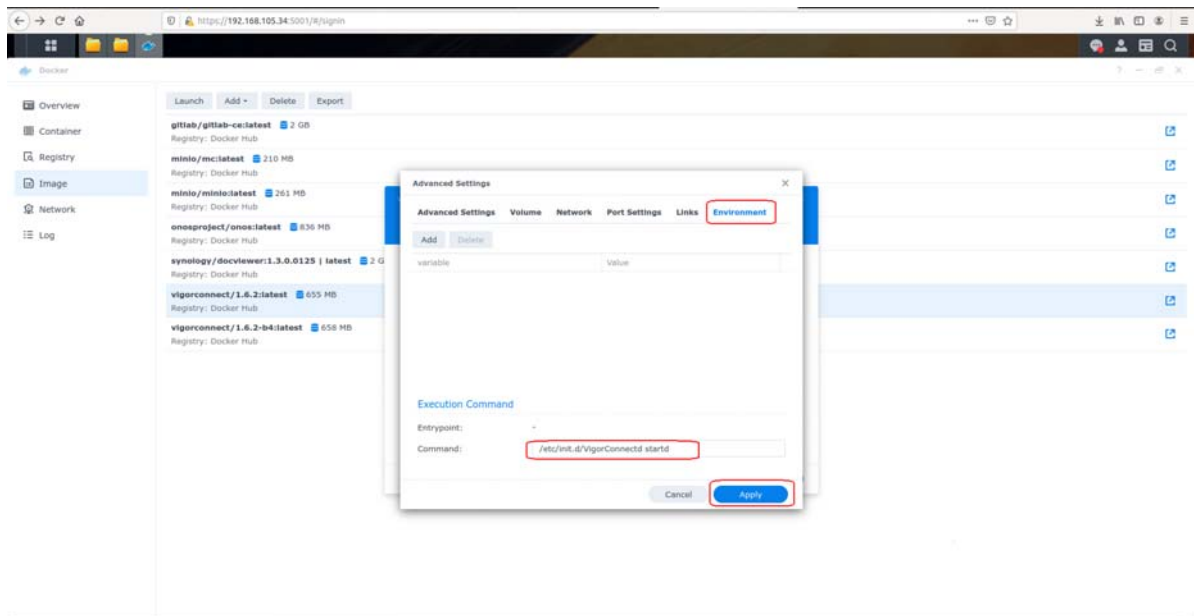 https://192.168.105.34:5001/#/signin
Docker
Overview
Container
Registry
Image
Network
Log
Launch Add Delete Export
gitlab/gitlab-ce:latest 2 GB
Registry: Docker Hub
minio/mc:latest 210 MB
Registry: Docker Hub
minio/minio:latest 261 MB
Registry: Docker Hub
onosproject/onos:latest 836 MB
Registry: Docker Hub
synology/docviewer:1.3.0.0125 | latest 2 G
Registry: Docker Hub
vigorconnect/1.6.2:latest 655 MB
Registry: Docker Hub
vigorconnect/1.6.2-b4:latest 658 MB
Registry: Docker Hub
Advanced Settings
Advanced Settings Volume Network Port Settings Links Environment
Add Delete
variable Value
Execution Command
Entrypoint: -
Command: /etc/init.d/VigorConnectd startd
Cancel Apply